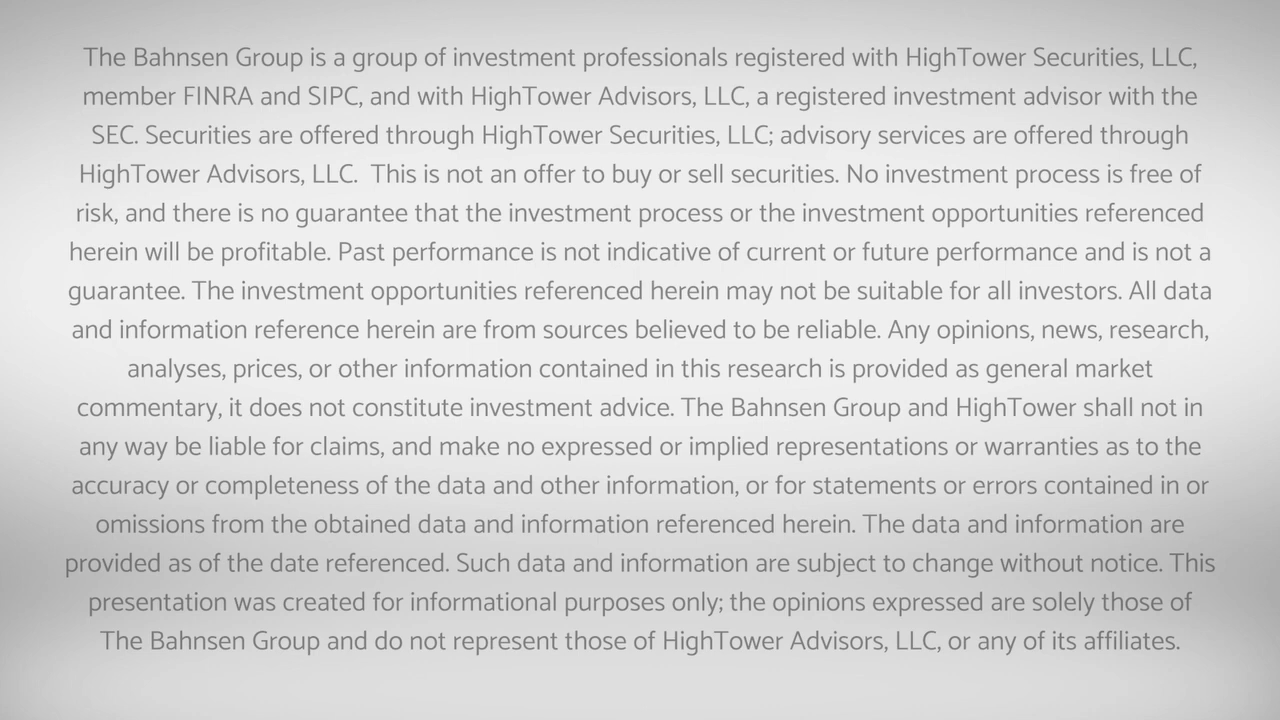 The Bahnsen Group is a group of investment professionals registered with HighTower Securities, LLC,
member FINRA and SIPC, and with HighTower Advisors, LLC, a registered investment advisor with the
SEC. Securities are offered through HighTower Securities, LLC; advisory services are offered through
HighTower Advisors, LLC.  This is not an offer to buy or sell securities. No investment process is free of
risk, and there is no guarantee that the investment process or the investment opportunities referenced
herein will be profitable. Past performance is not indicative of current or future performance and is not a
guarantee. The investment opportunities referenced herein may not be suitable for all investors. All data
and information reference herein are from sources believed to be reliable. Any opinions, news, research,
analyses, prices, or other information contained in this research is provided as general market
commentary, it does not constitute investment advice. The Bahnsen Group and HighTower shall not in
any way be liable for claims, and make no expressed or implied representations or warranties as to the
accuracy or completeness of the data and other information, or for statements or errors contained in or
omissions from the obtained data and information referenced herein. The data and information are
provided as of the date referenced. Such data and information are subject to change without notice. This
presentation was created for informational purposes only; the opinions expressed are solely those of
The Bahnsen Group and do not represent those of HighTower Advisors, LLC, or any of its affiliates.